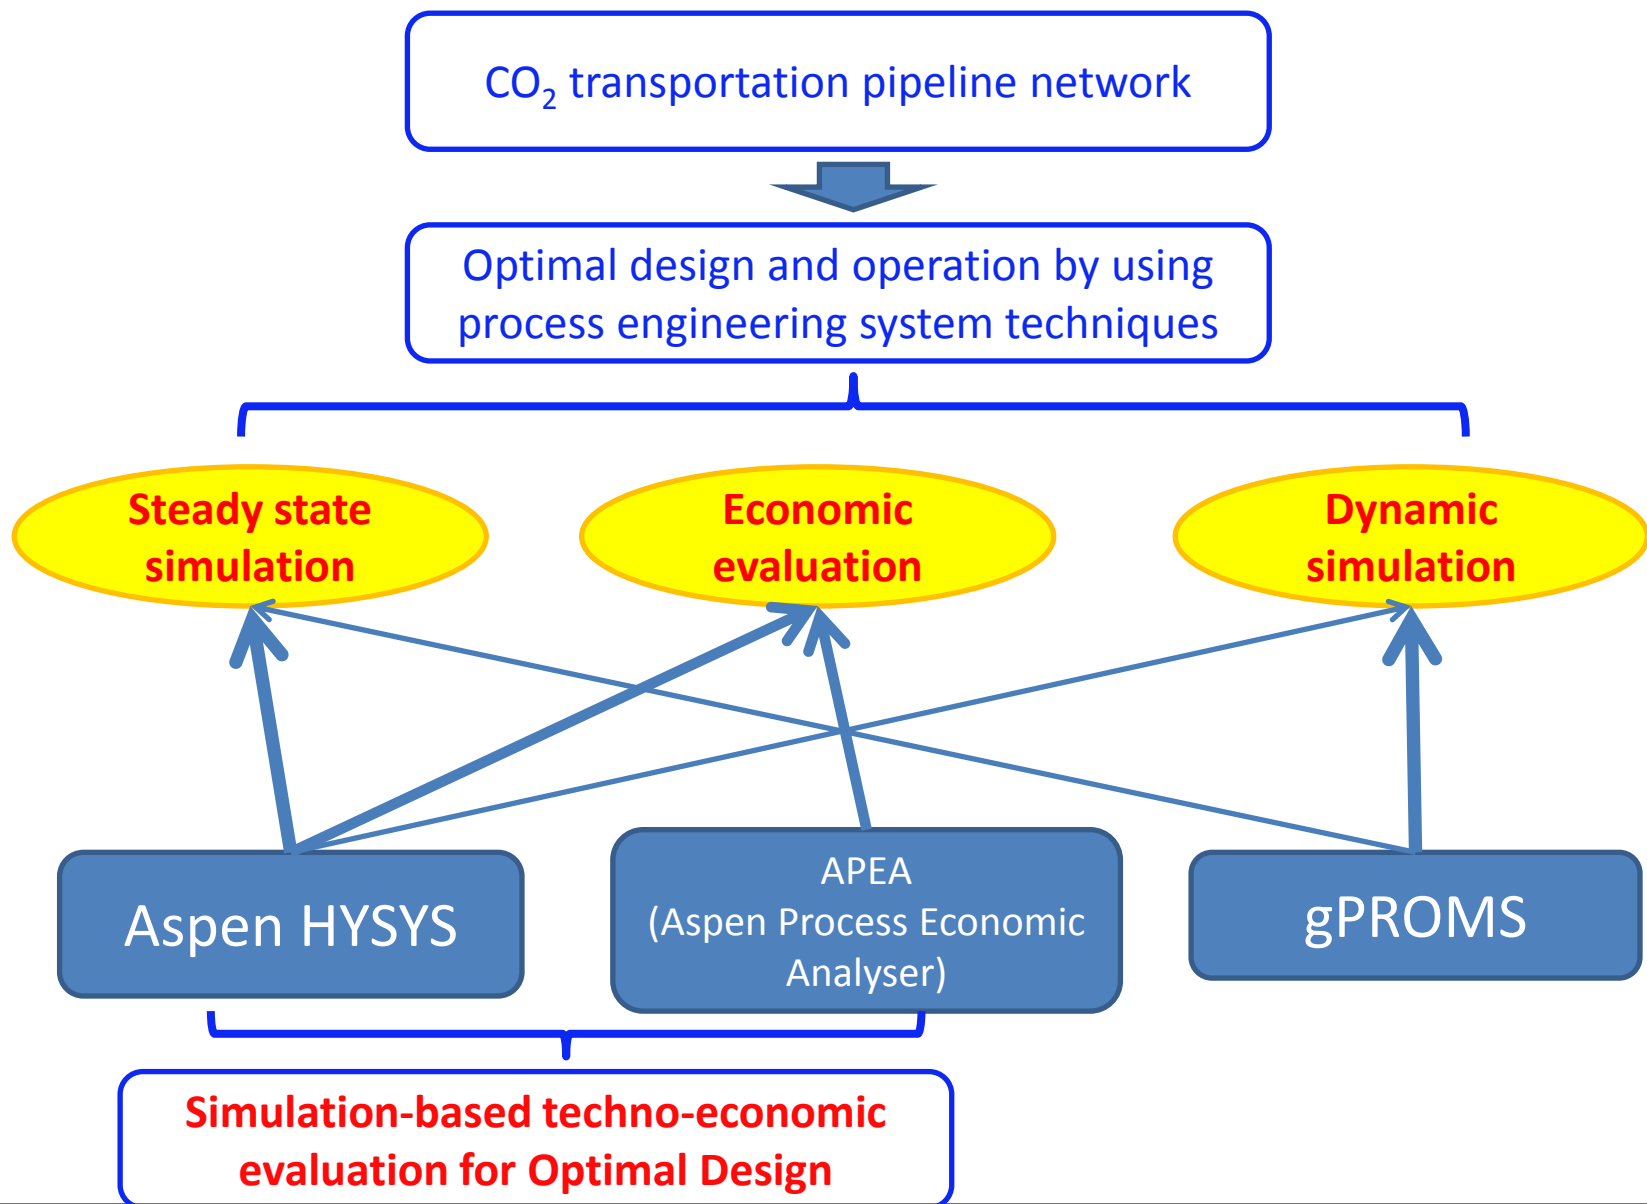 CO₂ transportation pipeline network
Optimal design and operation by using
process engineering system techniques
Steady state
simulation
Economic
evaluation
Dynamic
simulation
Aspen HYSYS
APEA
(Aspen Process Economic
Analyser)
gPROMS
Simulation-based techno-economic
evaluation for Optimal Design